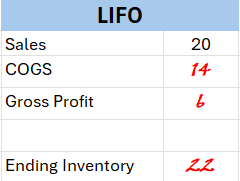 LIFO
Sales 20
COGS 14
Gross Profit 6
Ending Inventory 22